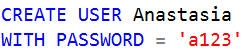 CREATE USER Anastasia
WITH PASSWORD = 'a123'